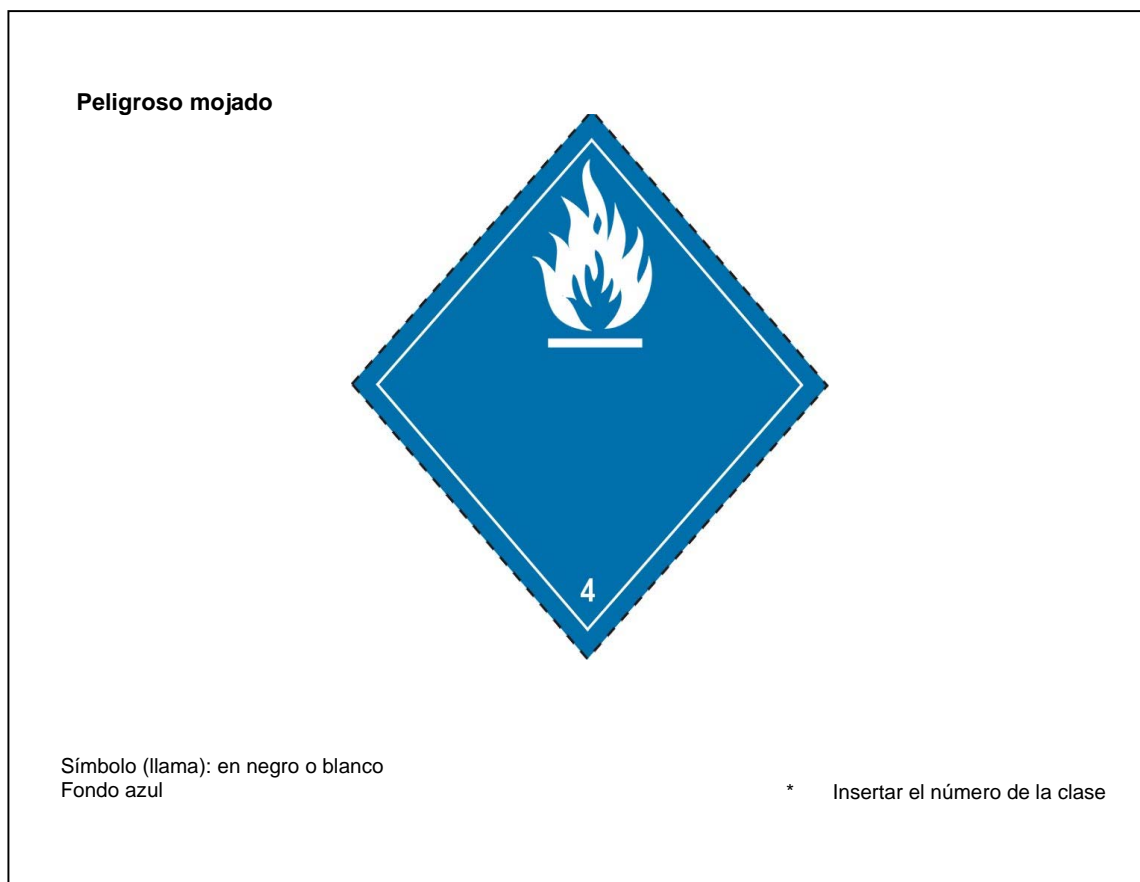 Peligroso mojado
4
Símbolo (llama): en negro o blanco
Fondo azul
* Insertar el número de la clase